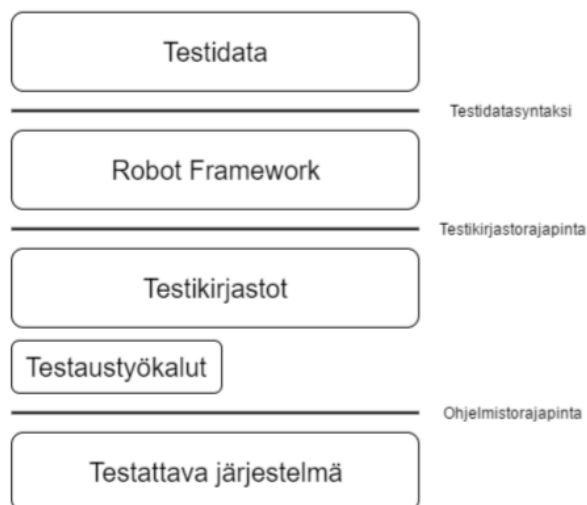 Testidata
Testidatasyntaksi
Robot Framework
Testikirjastorajapinta
Testikirjastot
Testaustyökalut
Ohjelmistorajapinta
Testattava järjestelmä